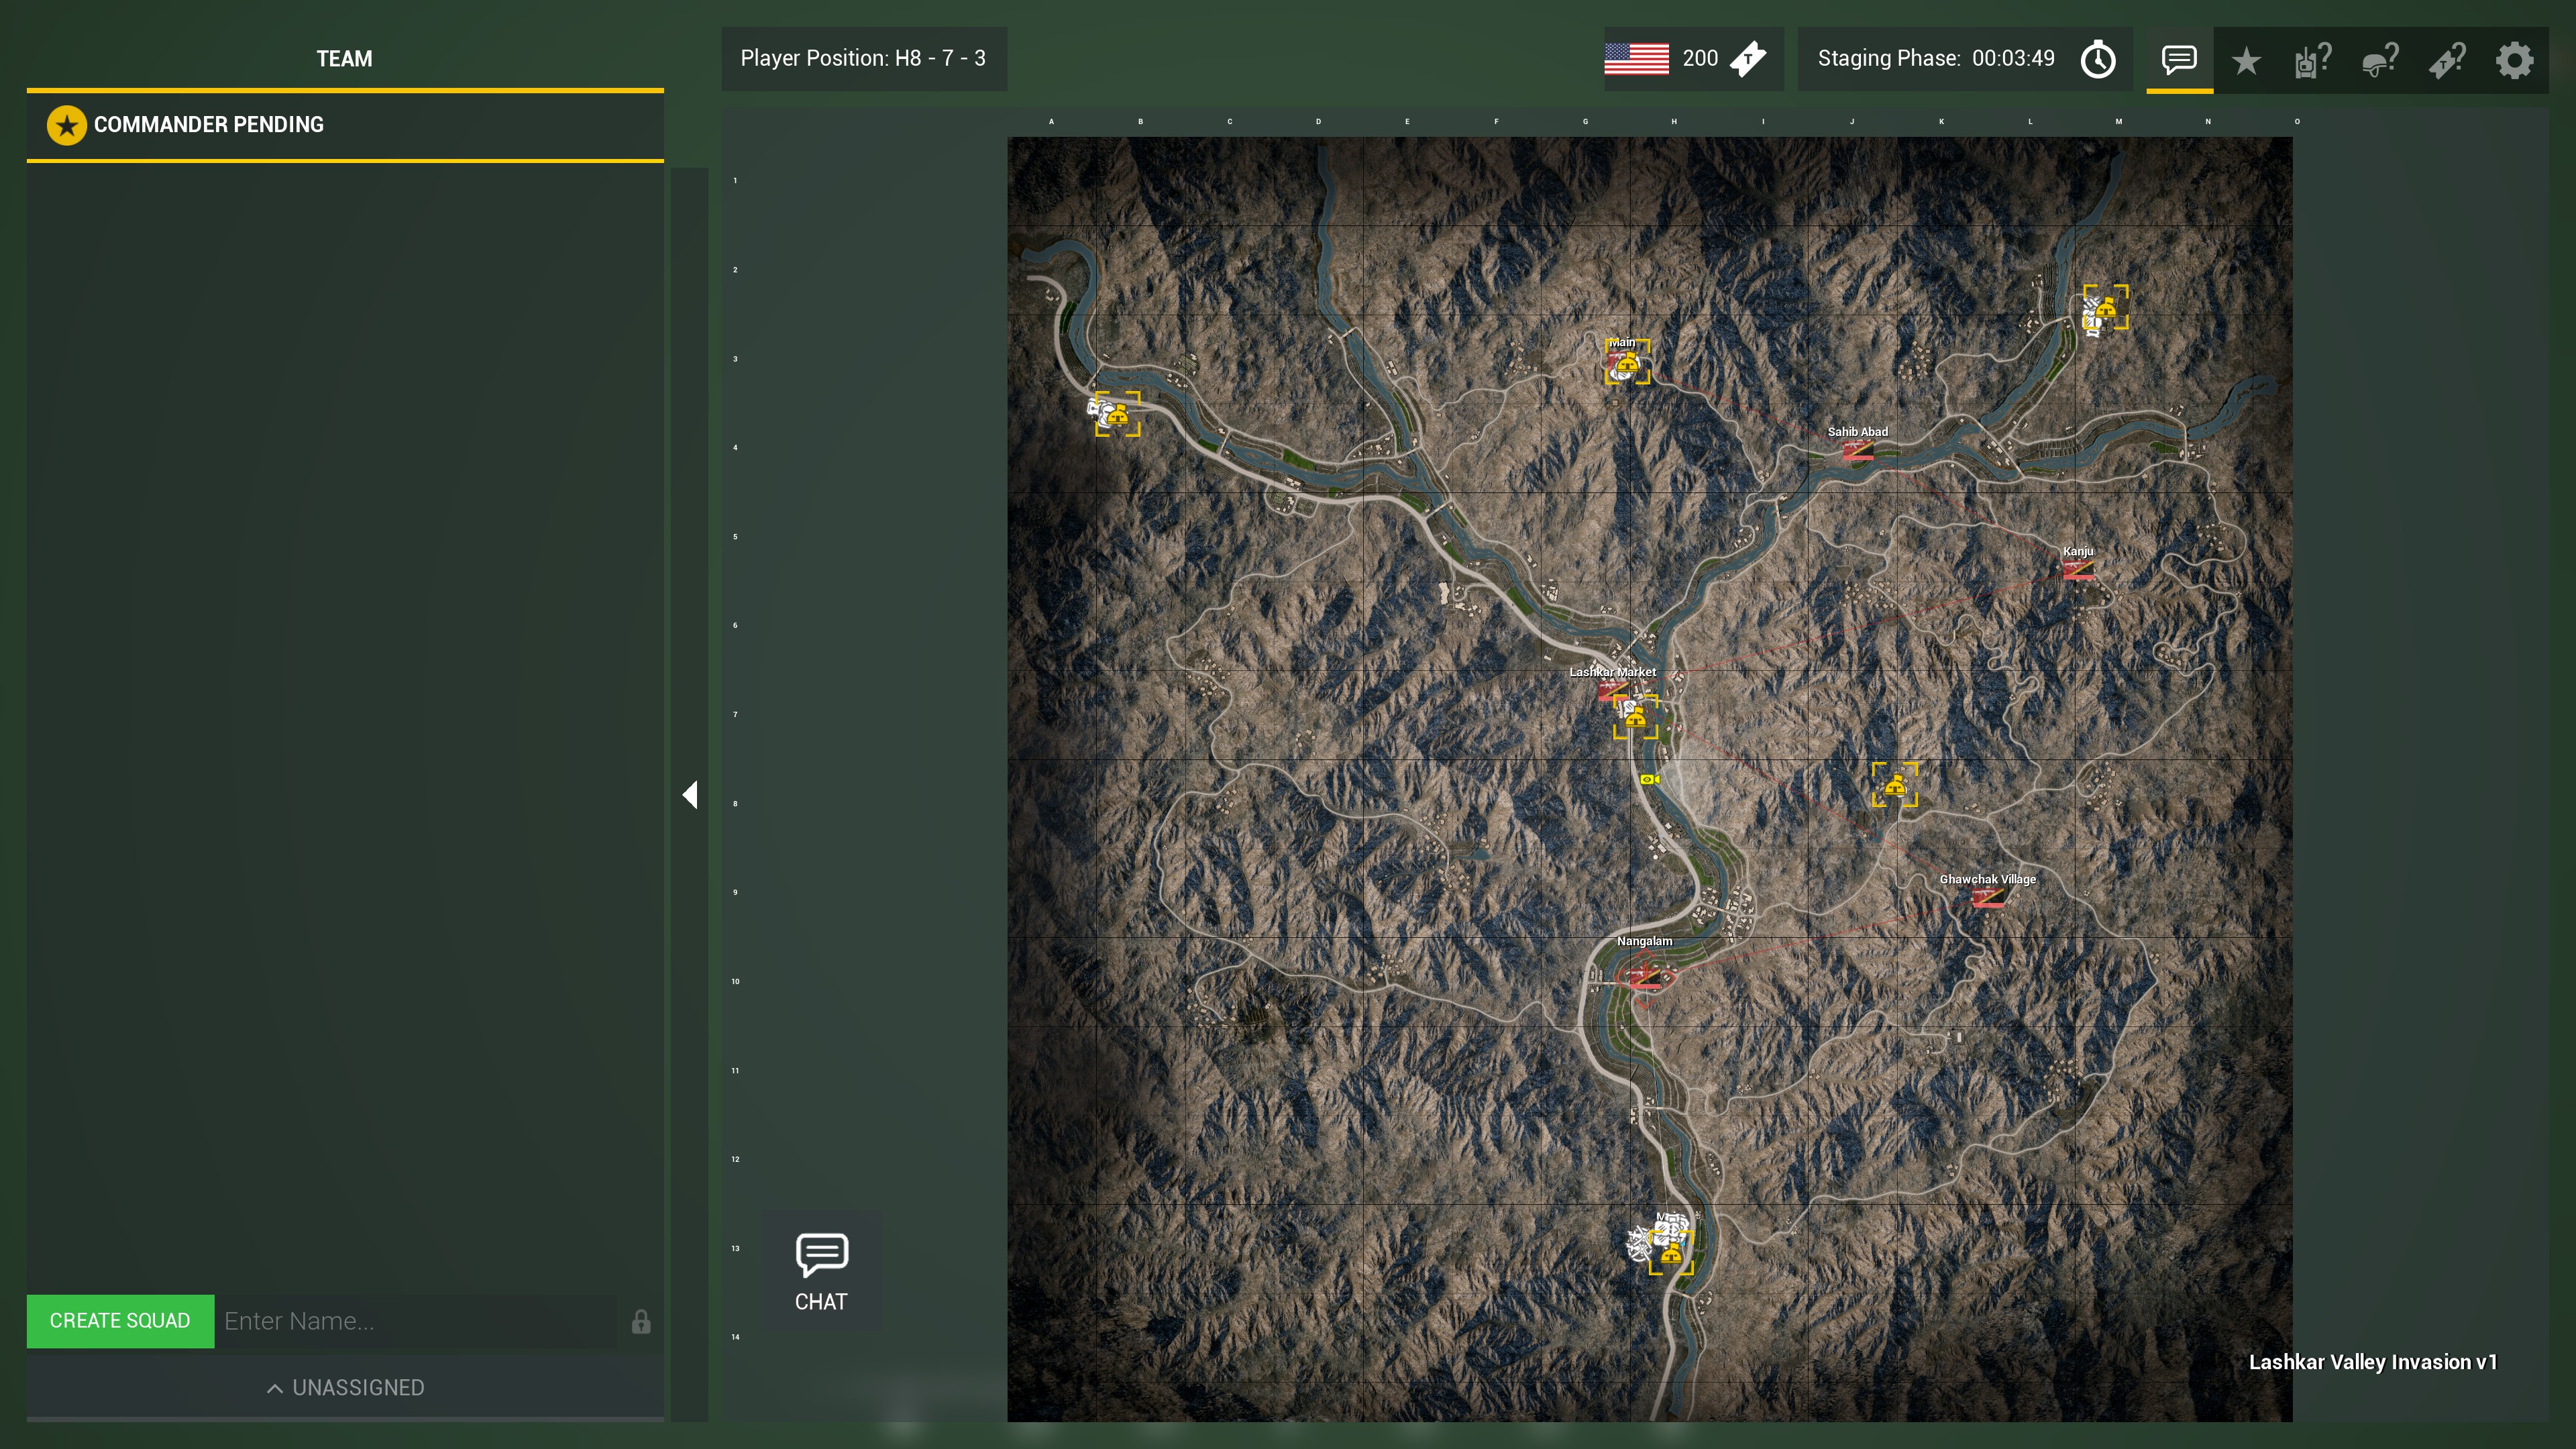 TEAM
Player Position: H8 - 7 - 3
200
Staging Phase: 00:03:49
COMMANDER PENDING
A B C D E F G H I J K L M N O
1
2
Main
3
Sahib Abad
4
5
Kanju
6
Lashkar Market
7
8
Ghawchak Village
9
Nangalam
10
11
12
13
CHAT
CREATE SQUAD
Enter Name...
14
Lashkar Valley Invasion v1
UNASSIGNED